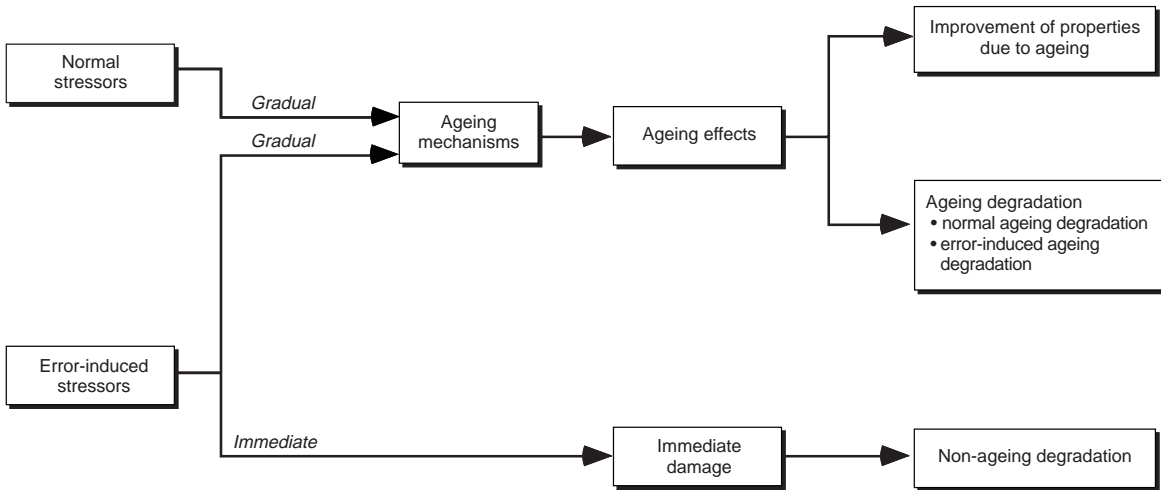 Improvement of properties
due to ageing
Normal
stressors
Gradual
Gradual
Ageing
mechanisms
Ageing effects
Ageing degradation
• normal ageing degradation
• error-induced ageing
degradation
Error-induced
stressors
Immediate
Immediate
damage
Non-ageing degradation